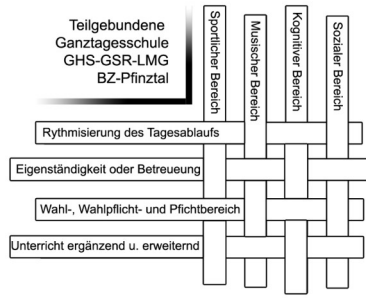 Teilgebundene
Ganztagesschule
GHS-GSR-LMG
BZ-Pfinztal
Sportlicher Bereich
Musischer Bereich
Kognitiver Bereich
Sozialer Bereich
Rythmisierung des Tagesablaufs
Eigenständigkeit oder Betreueung
Wahl-, Wahlpflicht- und Pfichtbereich
Unterricht ergänzend u. erweiternd